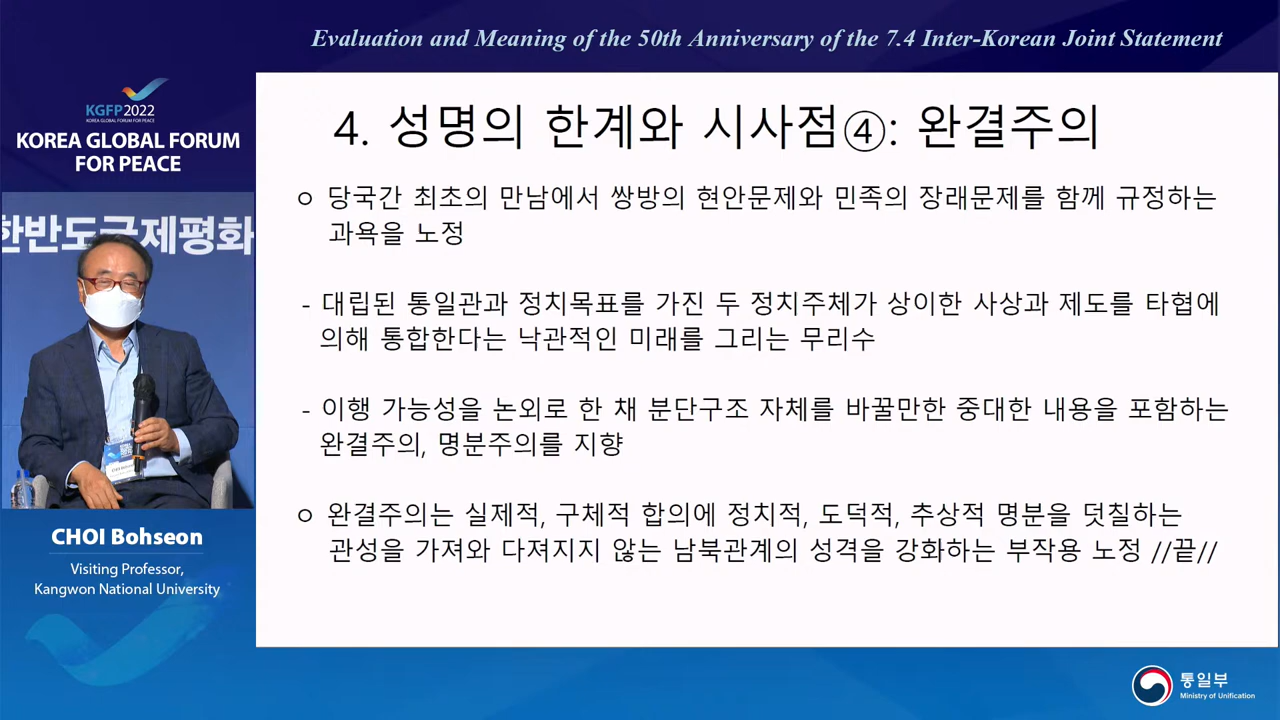 Evaluation and Meaning of the 50th Anniversary of the 7.4 Inter-Korean Joint Statement
KGFP2022
KOREA GLOBAL FORUM FOR PEACE
KOREA GLOBAL FORUM
FOR PEACE
한반도국제평화
CHOI Bohseon
CHOI Bohseon
Visiting Professor,
Kangwon National University
4. 성명의 한계와 시사점④: 완결주의
ㅇ 당국간 최초의 만남에서 쌍방의 현안문제와 민족의 장래문제를 함께 규정하는
과욕을 노정
- 대립된 통일관과 정치목표를 가진 두 정치주체가 상이한 사상과 제도를 타협에
의해 통합한다는 낙관적인 미래를 그리는 무리수
- 이행 가능성을 논외로 한 채 분단구조 자체를 바꿀만한 중대한 내용을 포함하는
완결주의, 명분주의를 지향
ㅇ 완결주의는 실제적, 구체적 합의에 정치적, 도덕적, 추상적 명분을 덧칠하는
관성을 가져와 다져지지 않는 남북관계의 성격을 강화하는 부작용 노정 //끝//
통일부
Ministry of Unification